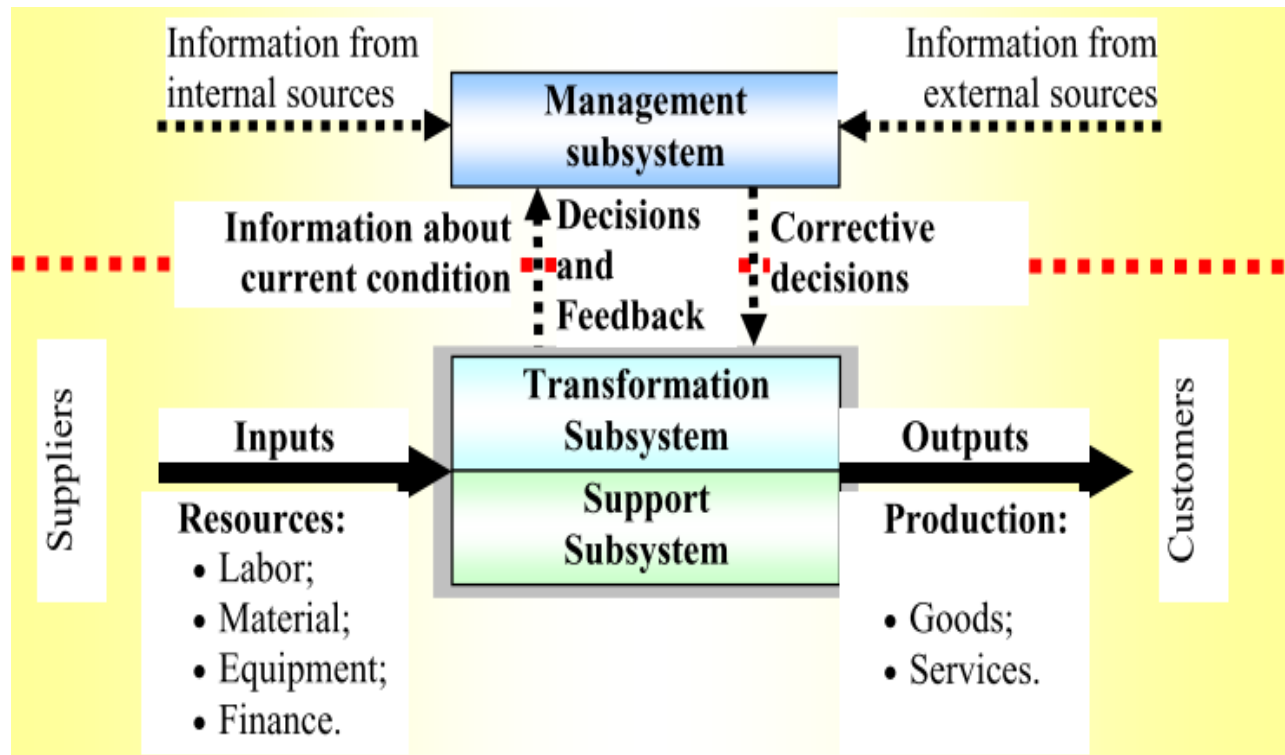 Information from
internal sources
Information from
external sources
Management
subsystem
Information about
current condition
Decisions
and
Feedback
Corrective
decisions
Suppliers
Inputs
Resources:
• Labor;
• Material;
• Equipment;
• Finance.
Transformation
Subsystem
Support
Subsystem
Outputs
Production:
• Goods;
• Services.
Customers